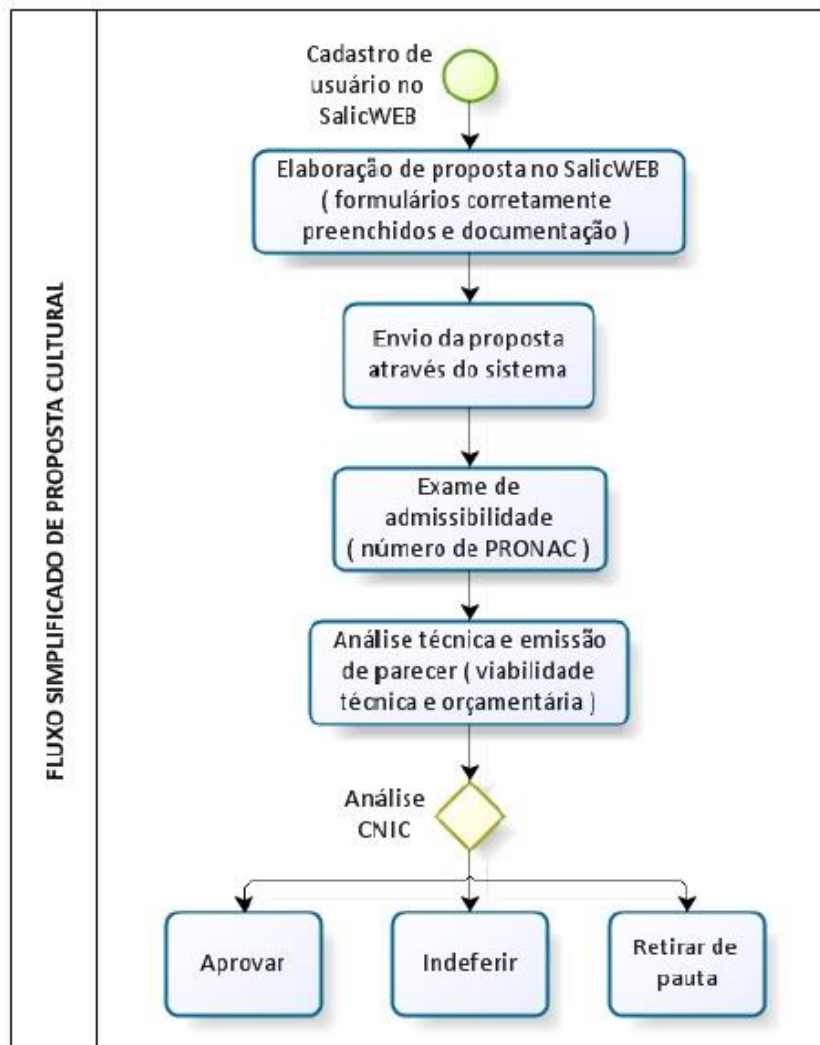 FLUXO SIMPLIFICADO DE PROPOSTA CULTURAL
Cadastro de
usuário no
SalicWEB
Elaboração de proposta no SalicWEB
( formulários corretamente
preenchidos e documentação )
Envio da proposta
através do sistema
Exame de
admissibilidade
( número de PRONAC )
Análise técnica e emissão
de parecer ( viabilidade
técnica e orçamentária )
Análise
CNIC
Aprovar
Indeferir
Retirar de
pauta